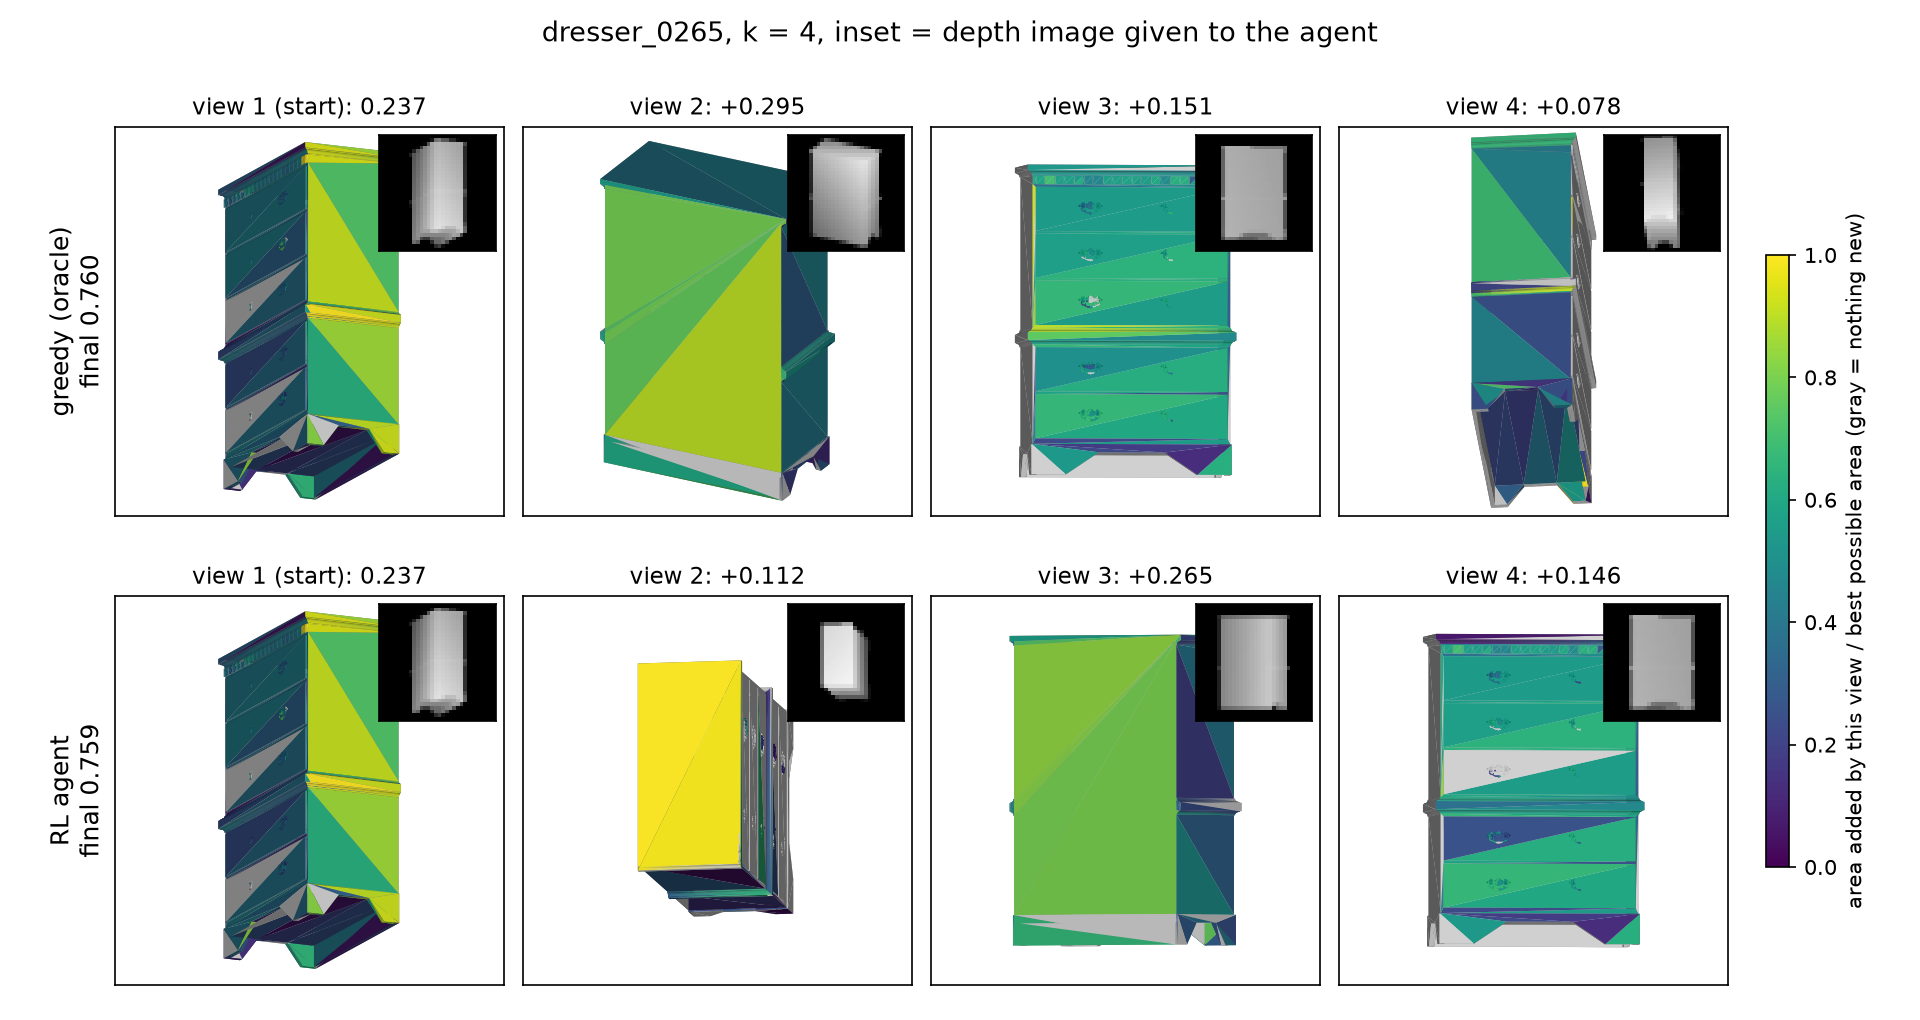 dresser_0265, k = 4, inset = depth image given to the agent
greedy (oracle)
final 0.760
view 1 (start): 0.237
view 2: +0.295
view 3: +0.151
view 4: +0.078
RL agent
final 0.759
view 1 (start): 0.237
view 2: +0.112
view 3: +0.265
view 4: +0.146
1.0
0.8
0.6
0.4
0.2
0.0
area added by this view / best possible area (gray = nothing new)